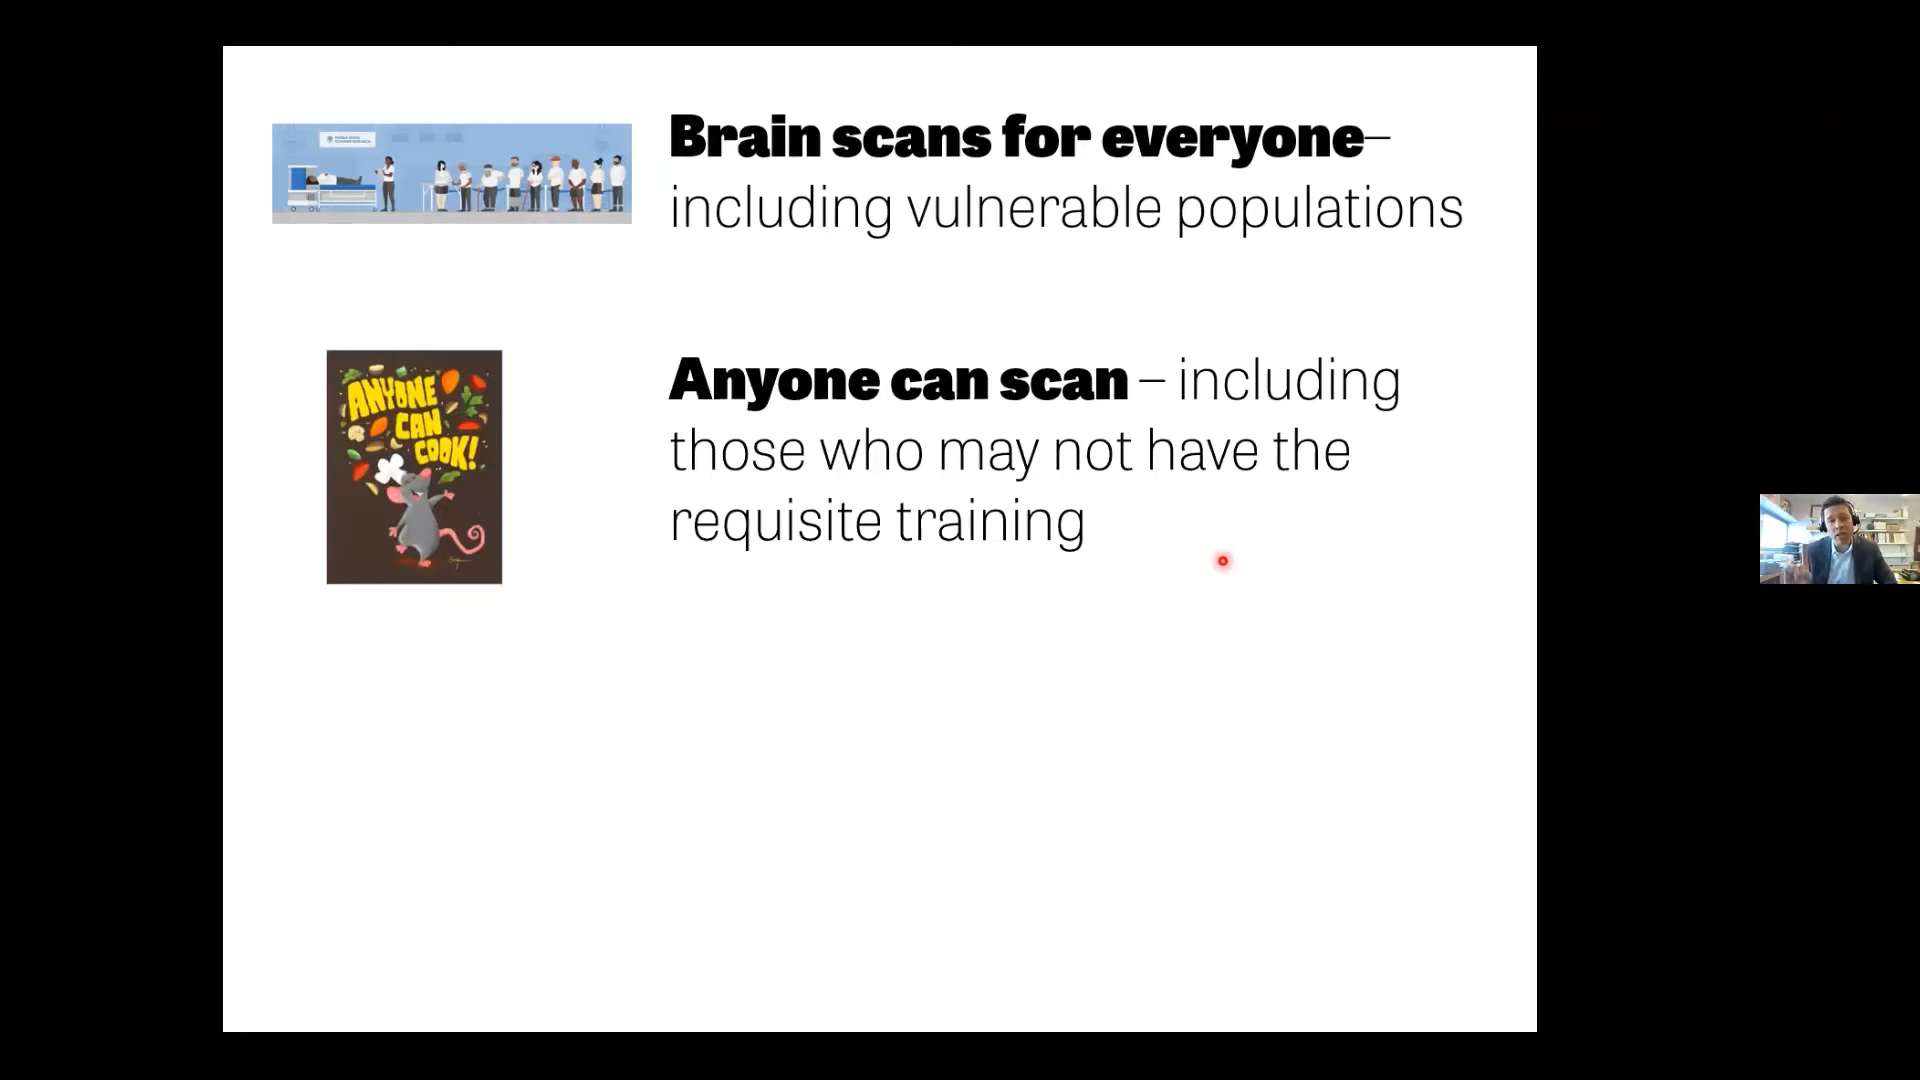 Brain scans for everyone–
including vulnerable populations
ANYONE
CAN
COOK!
Anyone can scan – including
those who may not have the
requisite training